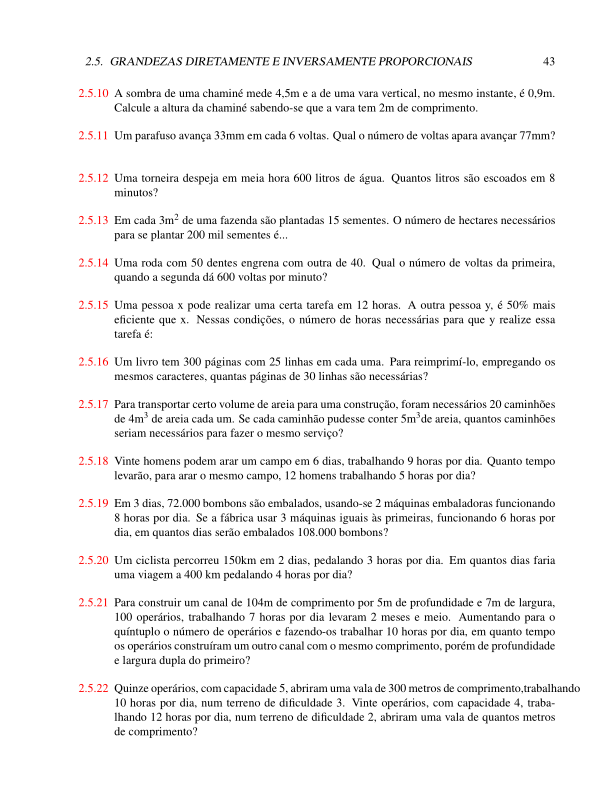 2.5. GRANDEZAS DIRETAMENTE E INVERSAMENTE PROPORCIONAIS 43
2.5.10 A sombra de uma chaminé mede 4,5m e a de uma vara vertical, no mesmo instante, é 0,9m.
Calcule a altura da chaminé sabendo-se que a vara tem 2m de comprimento.
2.5.11 Um parafuso avança 33mm em cada 6 voltas. Qual o número de voltas apara avançar 77mm?
2.5.12 Uma torneira despeja em meia hora 600 litros de água. Quantos litros são escoados em 8
minutos?
2.5.13 Em cada 3m² de uma fazenda são plantadas 15 sementes. O número de hectares necessários
para se plantar 200 mil sementes é...
2.5.14 Uma roda com 50 dentes engrena com outra de 40. Qual o número de voltas da primeira,
quando a segunda dá 600 voltas por minuto?
2.5.15 Uma pessoa x pode realizar uma certa tarefa em 12 horas. A outra pessoa y, é 50% mais
eficiente que x. Nessas condições, o número de horas necessárias para que y realize essa
tarefa é:
2.5.16 Um livro tem 300 páginas com 25 linhas em cada uma. Para reimprimí-lo, empregando os
mesmos caracteres, quantas páginas de 30 linhas são necessárias?
2.5.17 Para transportar certo volume de areia para uma construção, foram necessários 20 caminhões
de 4m³ de areia cada um. Se cada caminhão pudesse conter 5m³de areia, quantos caminhões
seriam necessários para fazer o mesmo serviço?
2.5.18 Vinte homens podem arar um campo em 6 dias, trabalhando 9 horas por dia. Quanto tempo
levarão, para arar o mesmo campo, 12 homens trabalhando 5 horas por dia?
2.5.19 Em 3 dias, 72.000 bombons são embalados, usando-se 2 máquinas embaladoras funcionando
8 horas por dia. Se a fábrica usar 3 máquinas iguais às primeiras, funcionando 6 horas por
dia, em quantos dias serão embalados 108.000 bombons?
2.5.20 Um ciclista percorreu 150km em 2 dias, pedalando 3 horas por dia. Em quantos dias faria
uma viagem a 400 km pedalando 4 horas por dia?
2.5.21 Para construir um canal de 104m de comprimento por 5m de profundidade e 7m de largura,
100 operários, trabalhando 7 horas por dia levaram 2 meses e meio. Aumentando para o
quíntuplo o número de operários e fazendo-os trabalhar 10 horas por dia, em quanto tempo
os operários construíram um outro canal com o mesmo comprimento, porém de profundidade
e largura dupla do primeiro?
2.5.22 Quinze operários, com capacidade 5, abriram uma vala de 300 metros de comprimento,trabalhando
10 horas por dia, num terreno de dificuldade 3. Vinte operários, com capacidade 4, traba-
lhando 12 horas por dia, num terreno de dificuldade 2, abriram uma vala de quantos metros
de comprimento?